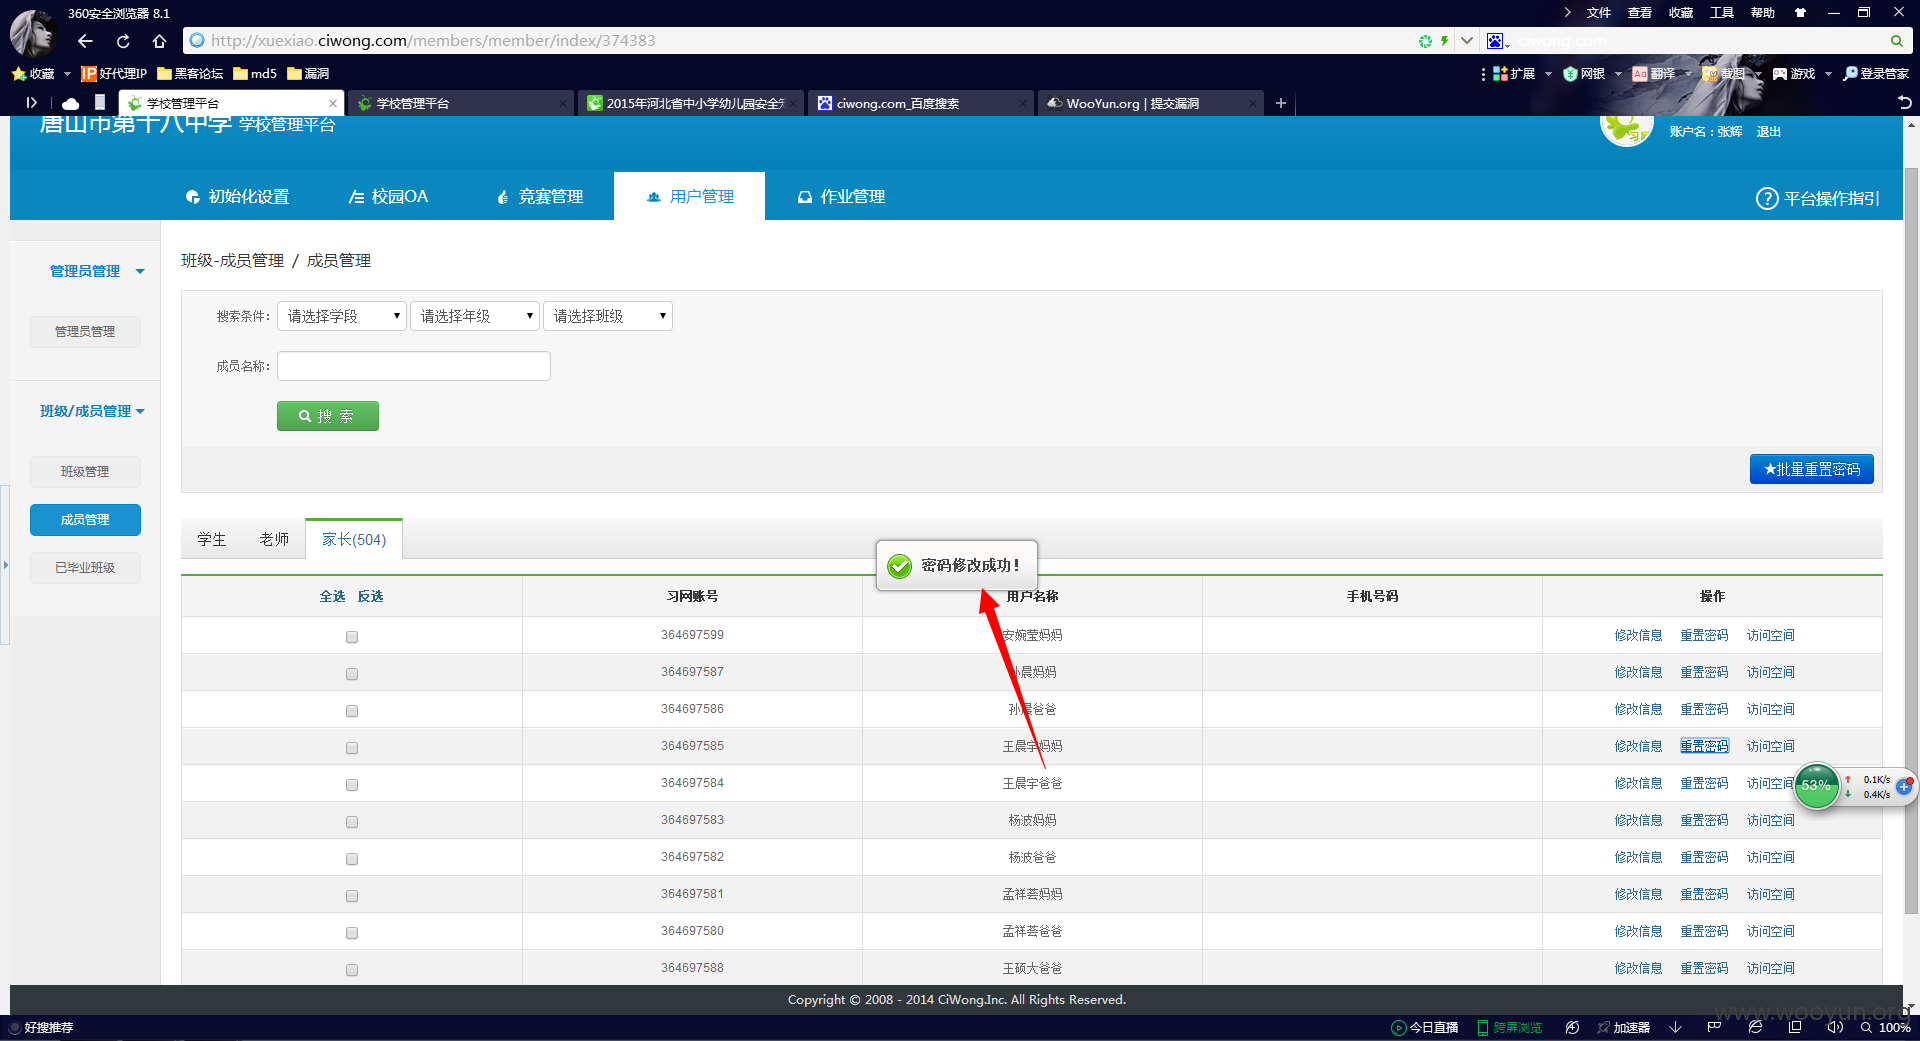 360安全浏览器 8.1
文件 查看 收藏 工具 帮助
http://xuexiao.ciwong.com/members/member/index/374383
ciwong.com
收藏 好代理IP 黑客论坛 md5 漏洞
扩展 网银 翻译 截图 游戏 登录管家
学校管理平台
学校管理平台
2015年河北省中小学幼儿园安全
ciwong.com_百度搜索
WooYun.org | 提交漏洞
唐山市第十八中学 学校管理平台
账户名：张辉 退出
初始化设置 校园OA 竞赛管理 用户管理 作业管理
平台操作指引
管理员管理
管理员管理
班级/成员管理
班级管理
成员管理
已毕业班级
班级-成员管理 / 成员管理
搜索条件： 请选择学段 请选择年级 请选择班级
成员名称：
搜 索
★批量重置密码
学生 老师 家长(504)
密码修改成功！
全选 反选 习网账号 用户名称 手机号码 操作
364697599 安婉莹妈妈 修改信息 重置密码 访问空间
364697587 孙晨妈妈 修改信息 重置密码 访问空间
364697586 孙晨爸爸 修改信息 重置密码 访问空间
364697585 王晨宇妈妈 修改信息 重置密码 访问空间
364697584 王晨宇爸爸 修改信息 重置密码 访问空间
364697583 杨波妈妈 修改信息 重置密码 访问空间
364697582 杨波爸爸 修改信息 重置密码 访问空间
364697581 孟祥荟妈妈 修改信息 重置密码 访问空间
364697580 孟祥荟爸爸 修改信息 重置密码 访问空间
364697588 王硕大爸爸 修改信息 重置密码 访问空间
53% 0.1K/s
0.4K/s
Copyright © 2008 - 2014 CiWong.Inc. All Rights Reserved.
www.wooyun.org
好搜推荐
今日直播 跨屏浏览 加速器 100%